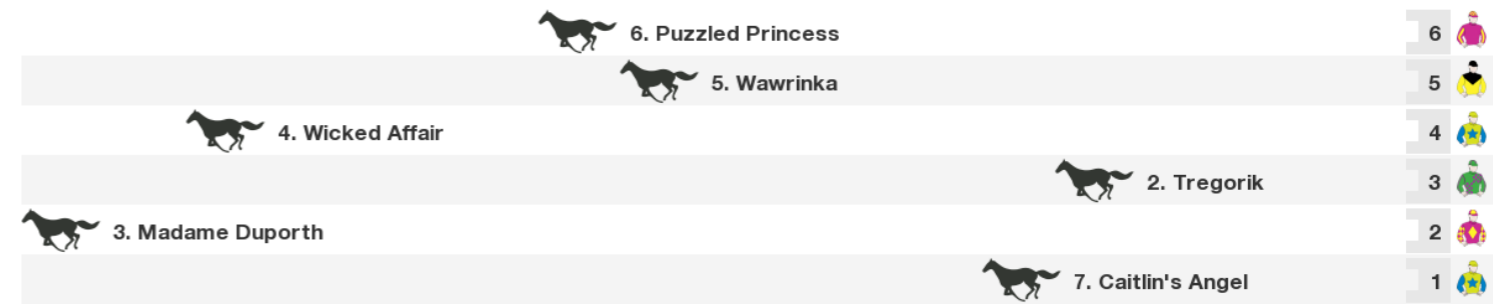 6. Puzzled Princess 6
5. Wawrinka 5
4. Wicked Affair 4
2. Tregorik 3
3. Madame Duporth 2
7. Caitlin's Angel 1